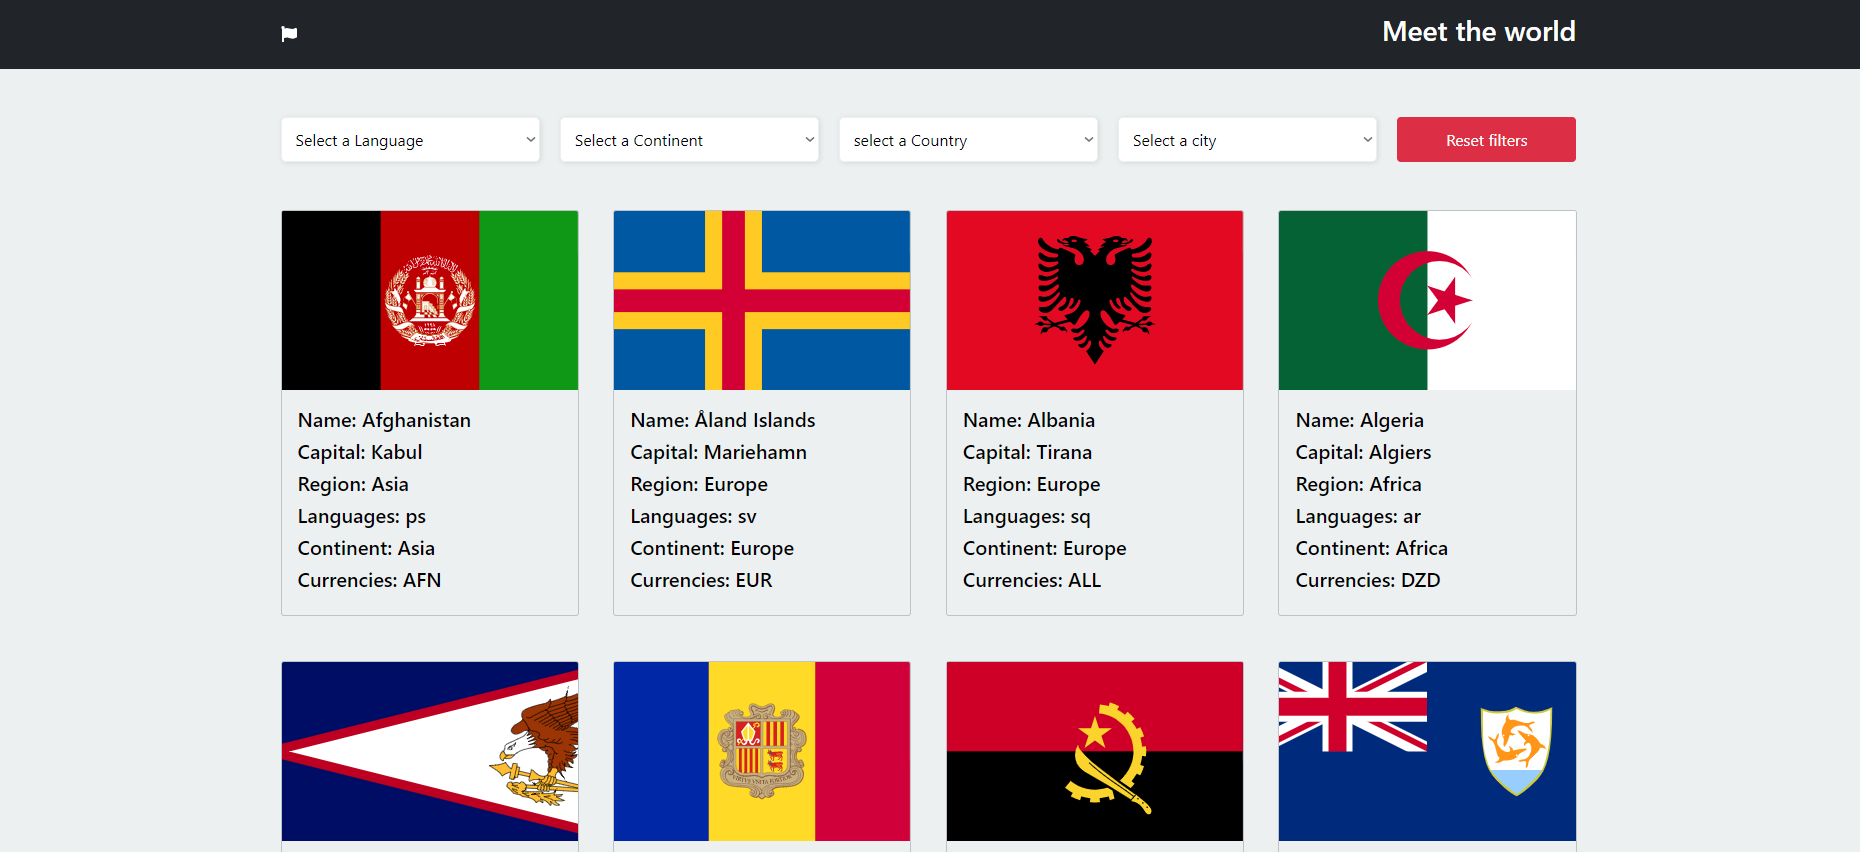 Meet the world
Select a Language
Select a Continent
select a Country
Select a city
Reset filters
Name: Afghanistan
Capital: Kabul
Region: Asia
Languages: ps
Continent: Asia
Currencies: AFN
Name: Åland Islands
Capital: Mariehamn
Region: Europe
Languages: sv
Continent: Europe
Currencies: EUR
Name: Albania
Capital: Tirana
Region: Europe
Languages: sq
Continent: Europe
Currencies: ALL
Name: Algeria
Capital: Algiers
Region: Africa
Languages: ar
Continent: Africa
Currencies: DZD